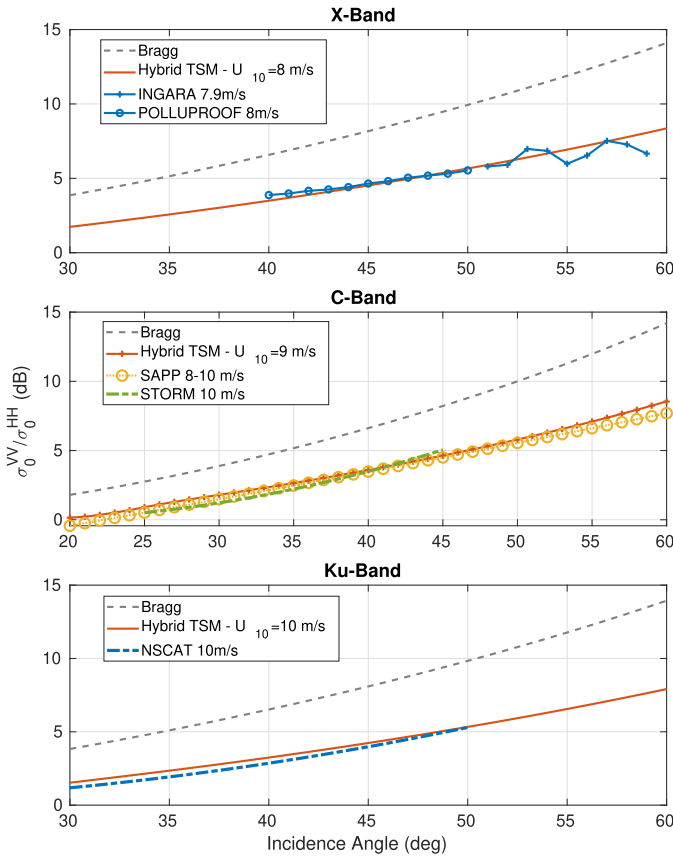 X-Band
15
10
5
0
Bragg
Hybrid TSM - U 10=8 m/s
INGARA 7.9m/s
POLLUPROOF 8m/s
30 35 40 45 50 55 60
C-Band
σ0VV/σ0HH (dB)
15
10
5
0
Bragg
Hybrid TSM - U 10=9 m/s
SAPP 8-10 m/s
STORM 10 m/s
20 25 30 35 40 45 50 55 60
Ku-Band
15
10
5
0
Bragg
Hybrid TSM - U 10=10 m/s
NSCAT 10m/s
30 35 40 45 50 55 60
Incidence Angle (deg)